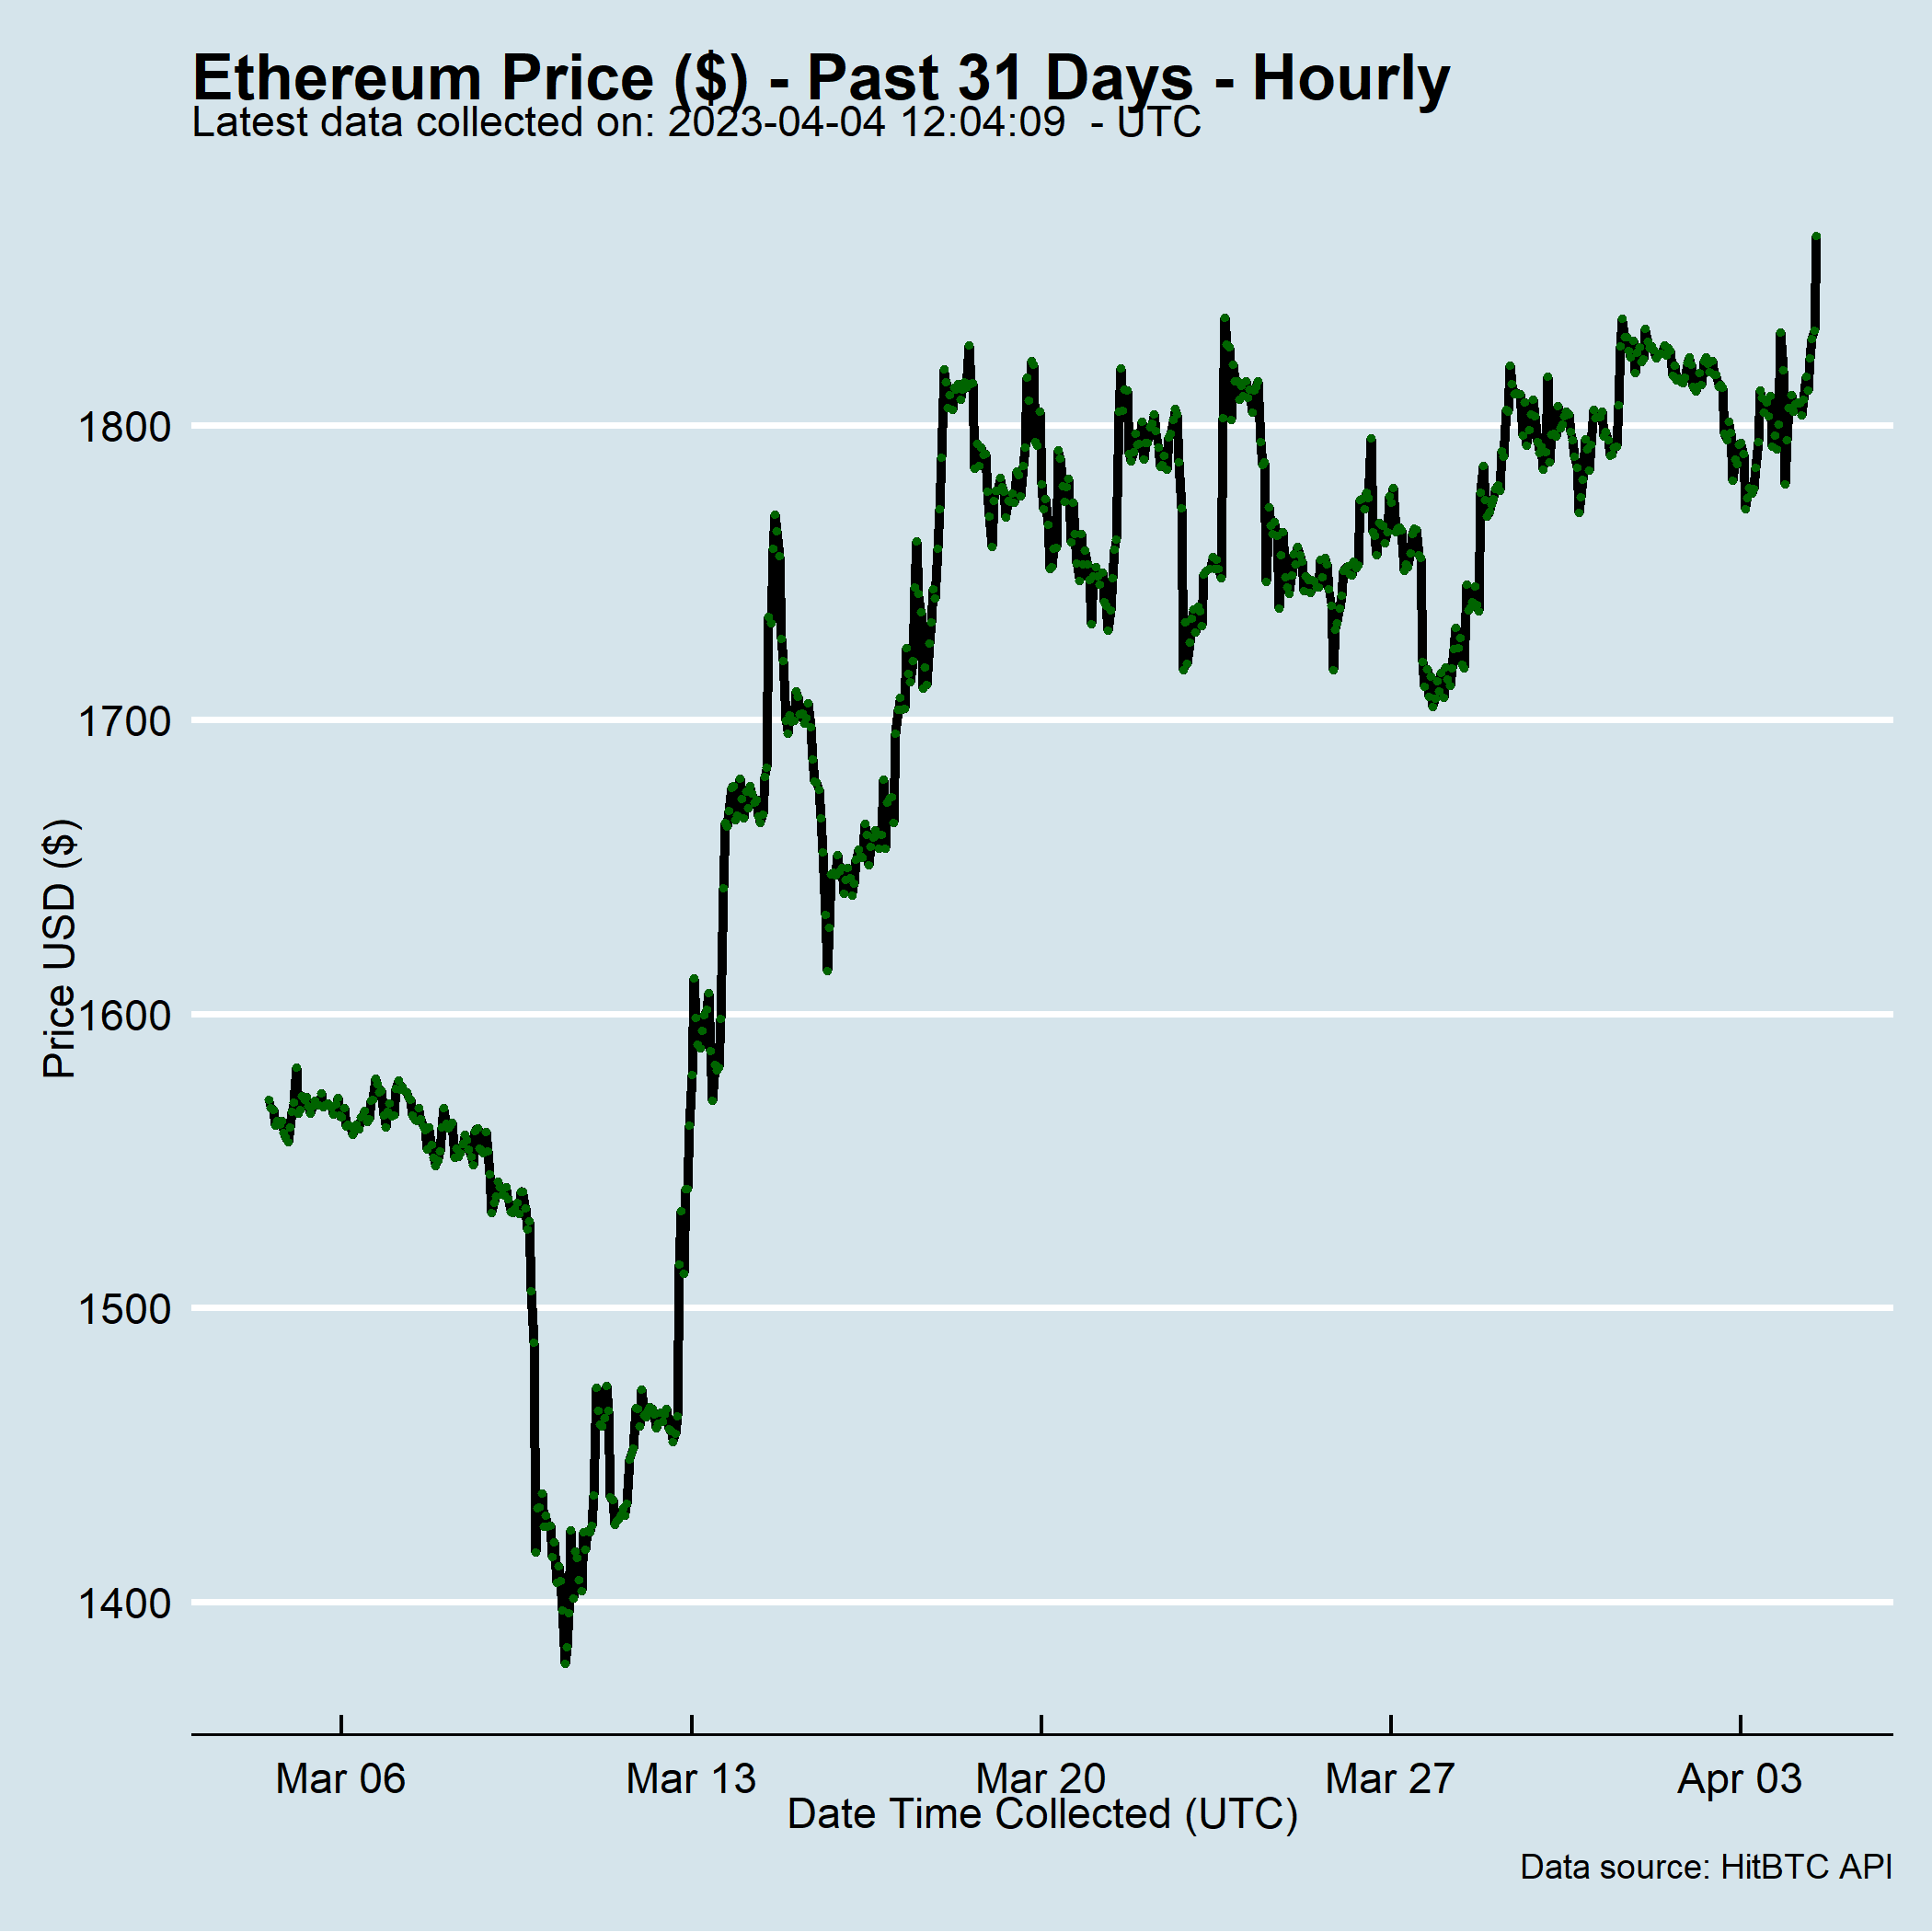 Ethereum Price ($) - Past 31 Days - Hourly
Latest data collected on: 2023-04-04 12:04:09  - UTC
Price USD ($)
1800
1700
1600
1500
1400
Mar 06
Mar 13
Mar 20
Mar 27
Apr 03
Date Time Collected (UTC)
Data source: HitBTC API